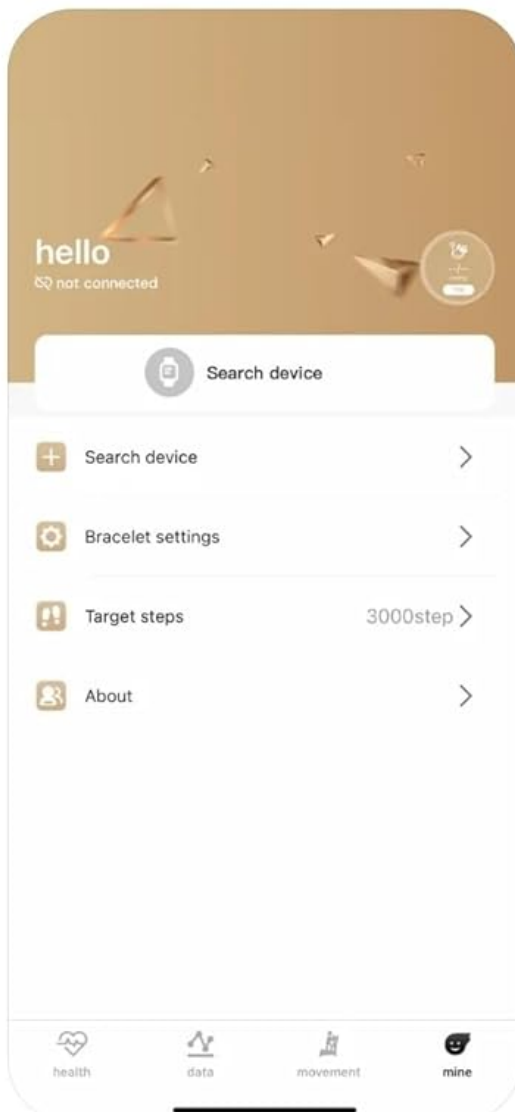 hello
not connected
Search device
Search device
Bracelet settings
Target steps 3000step
About
health data movement mine